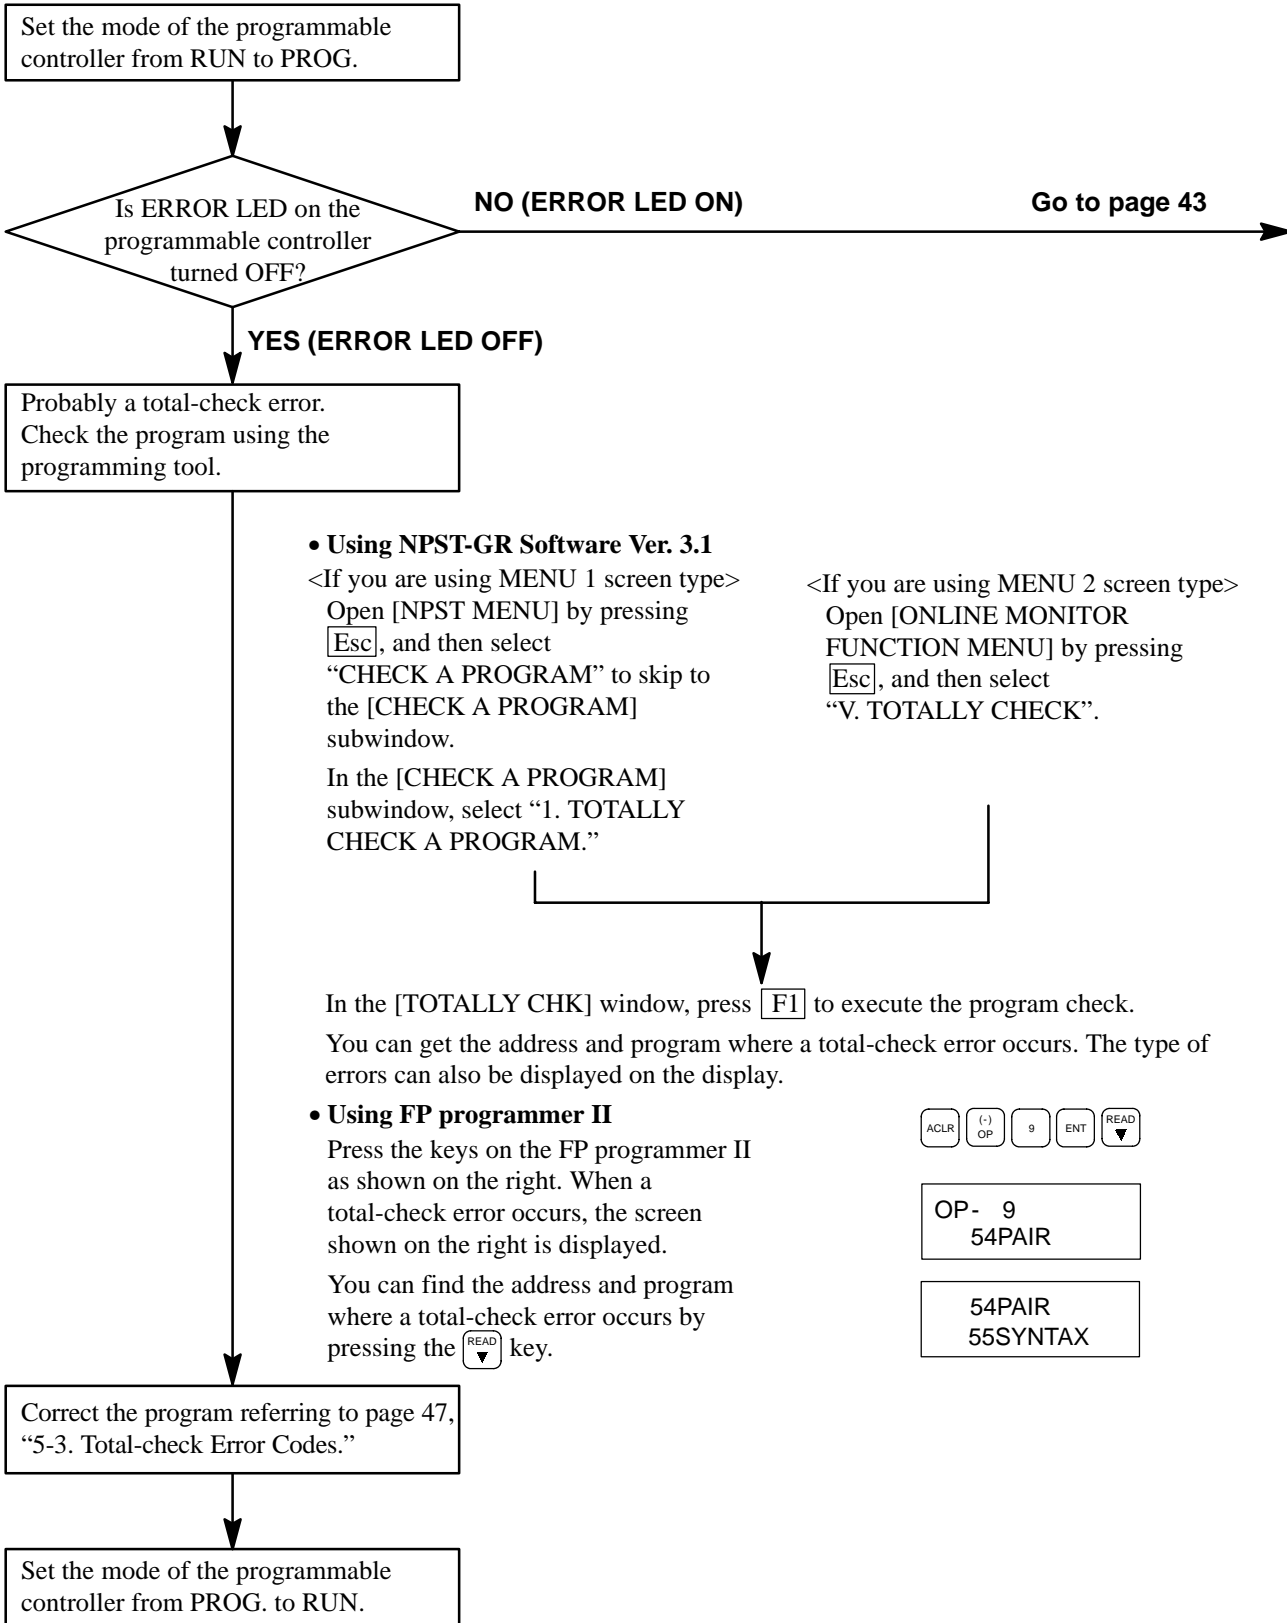 Set the mode of the programmable
controller from RUN to PROG.
Is ERROR LED on the
programmable controller
turned OFF?
NO (ERROR LED ON)
Go to page 43
YES (ERROR LED OFF)
Probably a total-check error.
Check the program using the
programming tool.
• Using NPST-GR Software Ver. 3.1
<If you are using MENU 1 screen type>
Open [NPST MENU] by pressing
Esc, and then select
“CHECK A PROGRAM” to skip to
the [CHECK A PROGRAM]
subwindow.
In the [CHECK A PROGRAM]
subwindow, select “1. TOTALLY
CHECK A PROGRAM.”
<If you are using MENU 2 screen type>
Open [ONLINE MONITOR
FUNCTION MENU] by pressing
Esc, and then select
“V. TOTALLY CHECK”.
In the [TOTALLY CHK] window, press F1 to execute the program check.
You can get the address and program where a total-check error occurs. The type of
errors can also be displayed on the display.
• Using FP programmer II
Press the keys on the FP programmer II
as shown on the right. When a
total-check error occurs, the screen
shown on the right is displayed.
You can find the address and program
where a total-check error occurs by
pressing the READ ▼ key.
ACLR (-) OP 9 ENT READ ▼
OP- 9
54PAIR
54PAIR
55SYNTAX
Correct the program referring to page 47,
“5-3. Total-check Error Codes.”
Set the mode of the programmable
controller from PROG. to RUN.